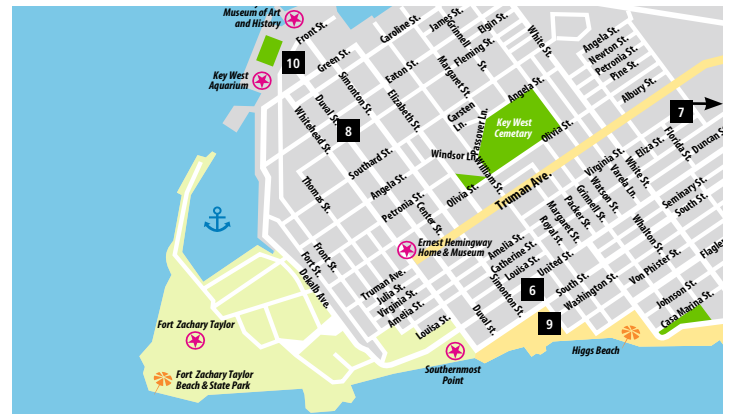 Museum of Art
and History
Front St.
Caroline St.
James St.
Grinnell
St.
Elgin St.
Fleming St.
White St.
Angela St.
Newton St.
Petronia St.
Pine St.
Albury St.
10
Green St.
Key West
Aquarium
Simonton St.
Eaton St.
Margaret St.
Elizabeth St.
Carsten
Ln.
Angela St.
Passover Ln.
Key West
Cemetary
Olivia St.
7
Duval St.
Whitehead St.
8
Southard St.
Windsor Ln.
William St.
Florida St.
Duncan S
Eliza St.
Virginia St.
White St.
Varela Ln.
Watson St.
Grinnell St.
Packer St.
Margaret St.
Royal St.
Truman Ave.
Thomas St.
Angela St.
Petronia St.
Center St.
Olivia St.
Seminary St.
South St.
Whalton St.
Flagle
Ernest Hemingway
Home & Museum
Amelia St.
Catherine St.
Louisa St.
United St.
Von Phister St.
Front St.
Fort St.
Dekalb Ave.
Truman Ave.
Julia St.
Virginia St.
Amelia St.
Simonton St.
6
South St.
Washington St.
Johnson St.
Casa Marina St.
Louisa St.
Duval St.
9
Fort Zachary Taylor
Higgs Beach
Southernmost
Point
Fort Zachary Taylor
Beach & State Park